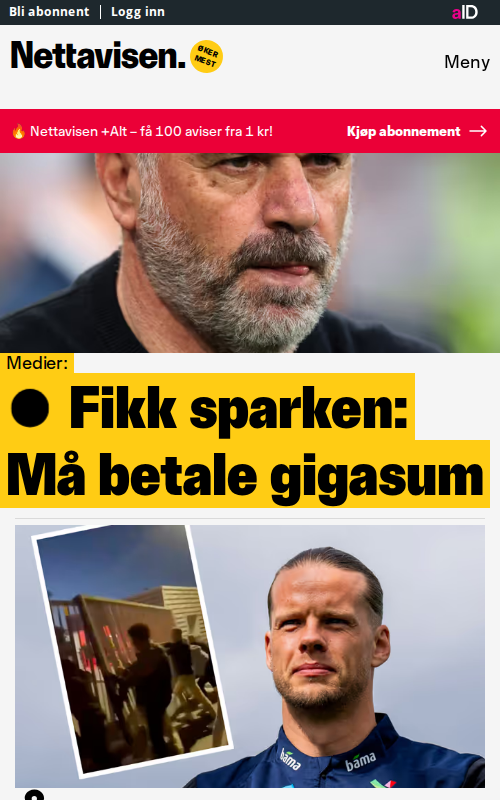 Bli abonnent | Logg inn
aID
Nettavisen.
ØKER
MEST
Meny
🔥 Nettavisen +Alt – få 100 aviser fra 1 kr!
Kjøp abonnement →
Medier:
● Fikk sparken:
Må betale gigasum
bama
bama